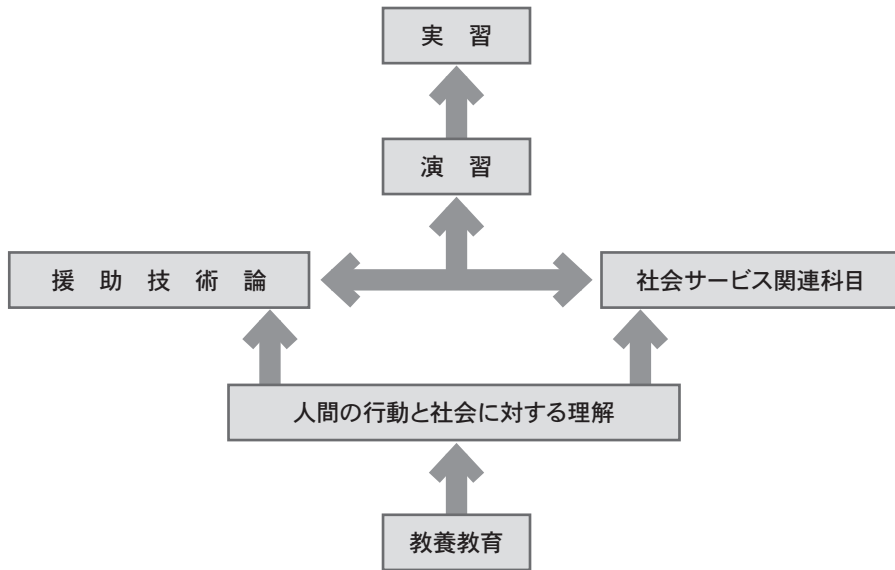 実　習
演　習
援　助　技　術　論
社会サービス関連科目
人間の行動と社会に対する理解
教養教育